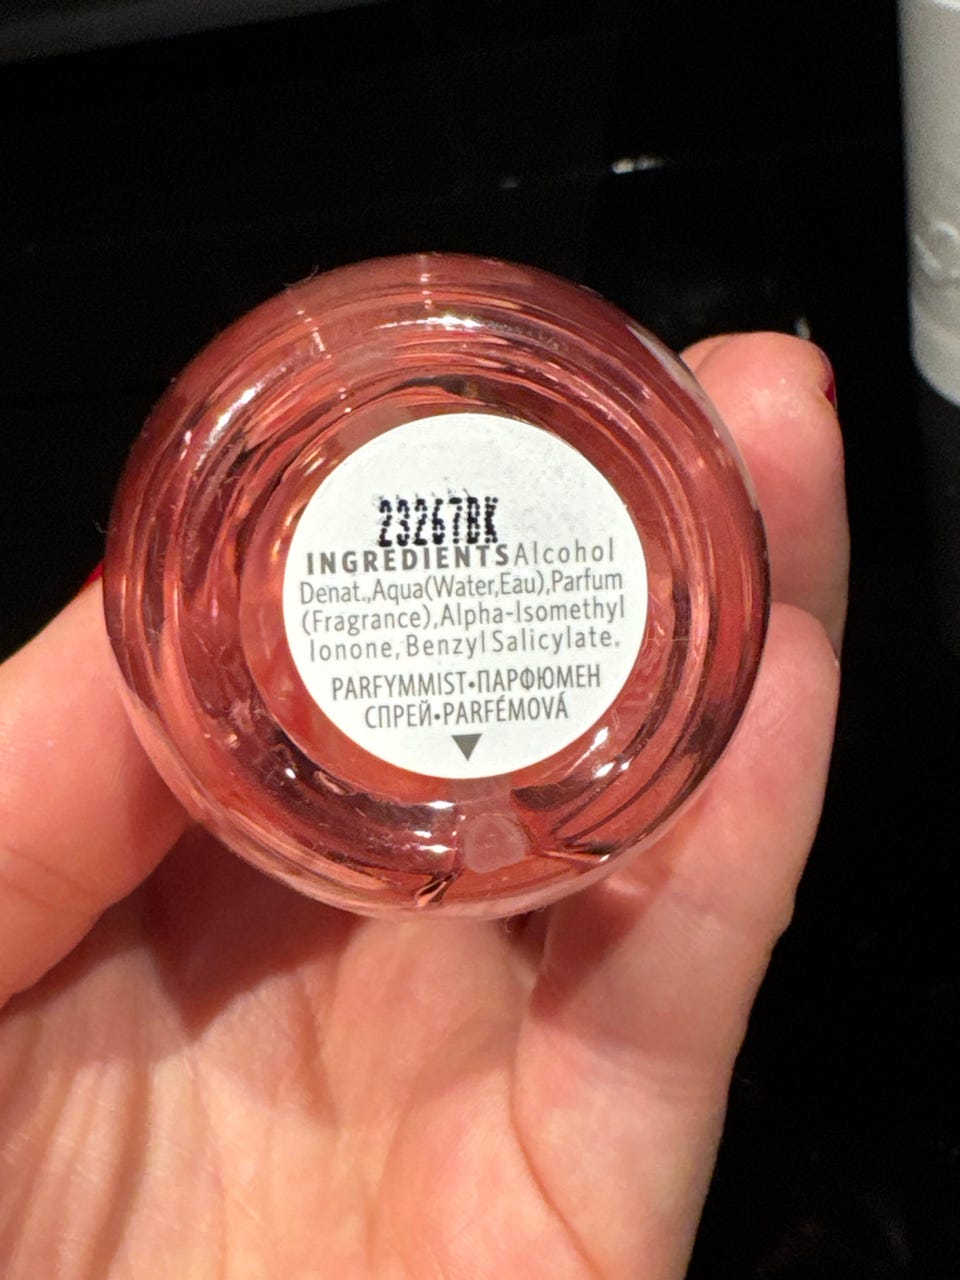 23267BK
INGREDIENTS Alcohol
Denat.,Aqua(Water,Eau),Parfum
(Fragrance),Alpha-Isomethyl
Ionone,Benzyl Salicylate.
PARFYMMIST•ПАРФЮМЕН
СПРЕЙ•PARFÉMOVÁ